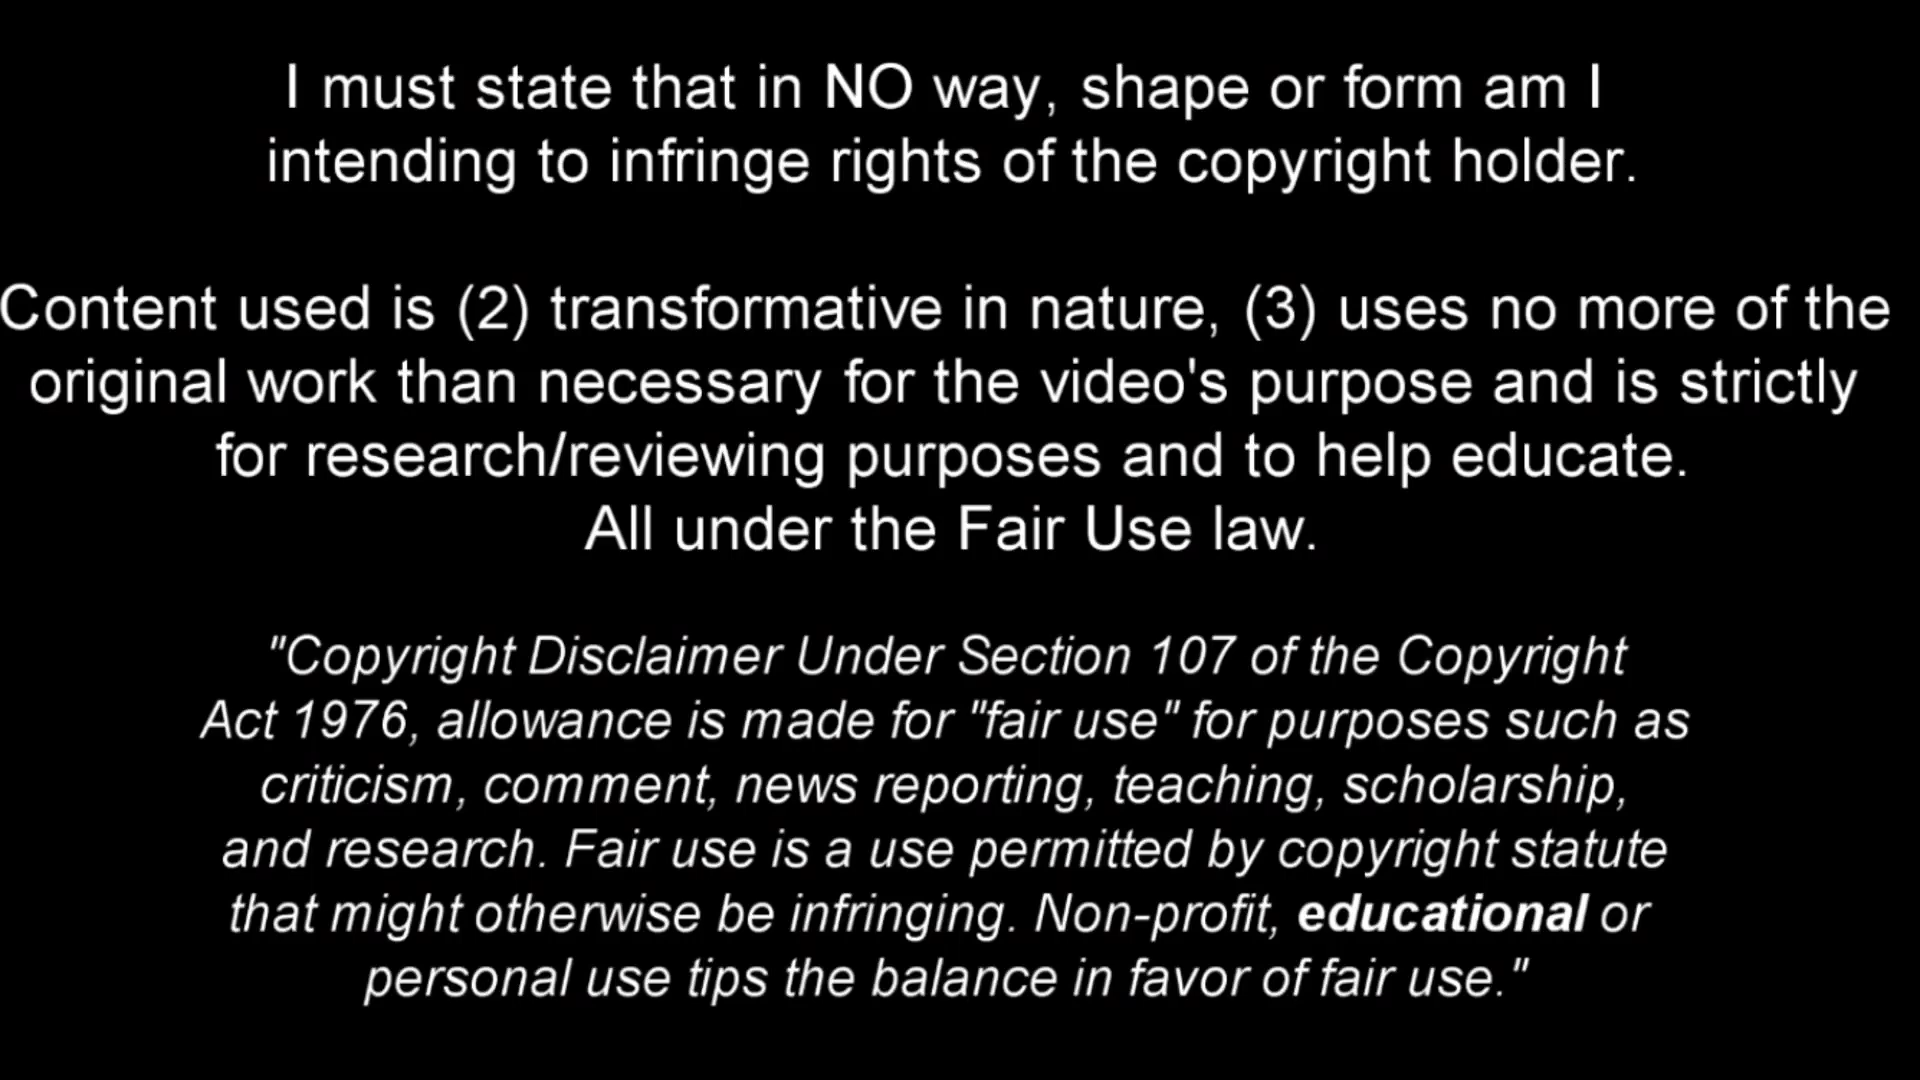 I must state that in NO way, shape or form am I
intending to infringe rights of the copyright holder.
Content used is (2) transformative in nature, (3) uses no more of the
original work than necessary for the video's purpose and is strictly
for research/reviewing purposes and to help educate.
All under the Fair Use law.
"Copyright Disclaimer Under Section 107 of the Copyright
Act 1976, allowance is made for "fair use" for purposes such as
criticism, comment, news reporting, teaching, scholarship,
and research. Fair use is a use permitted by copyright statute
that might otherwise be infringing. Non-profit, educational or
personal use tips the balance in favor of fair use."